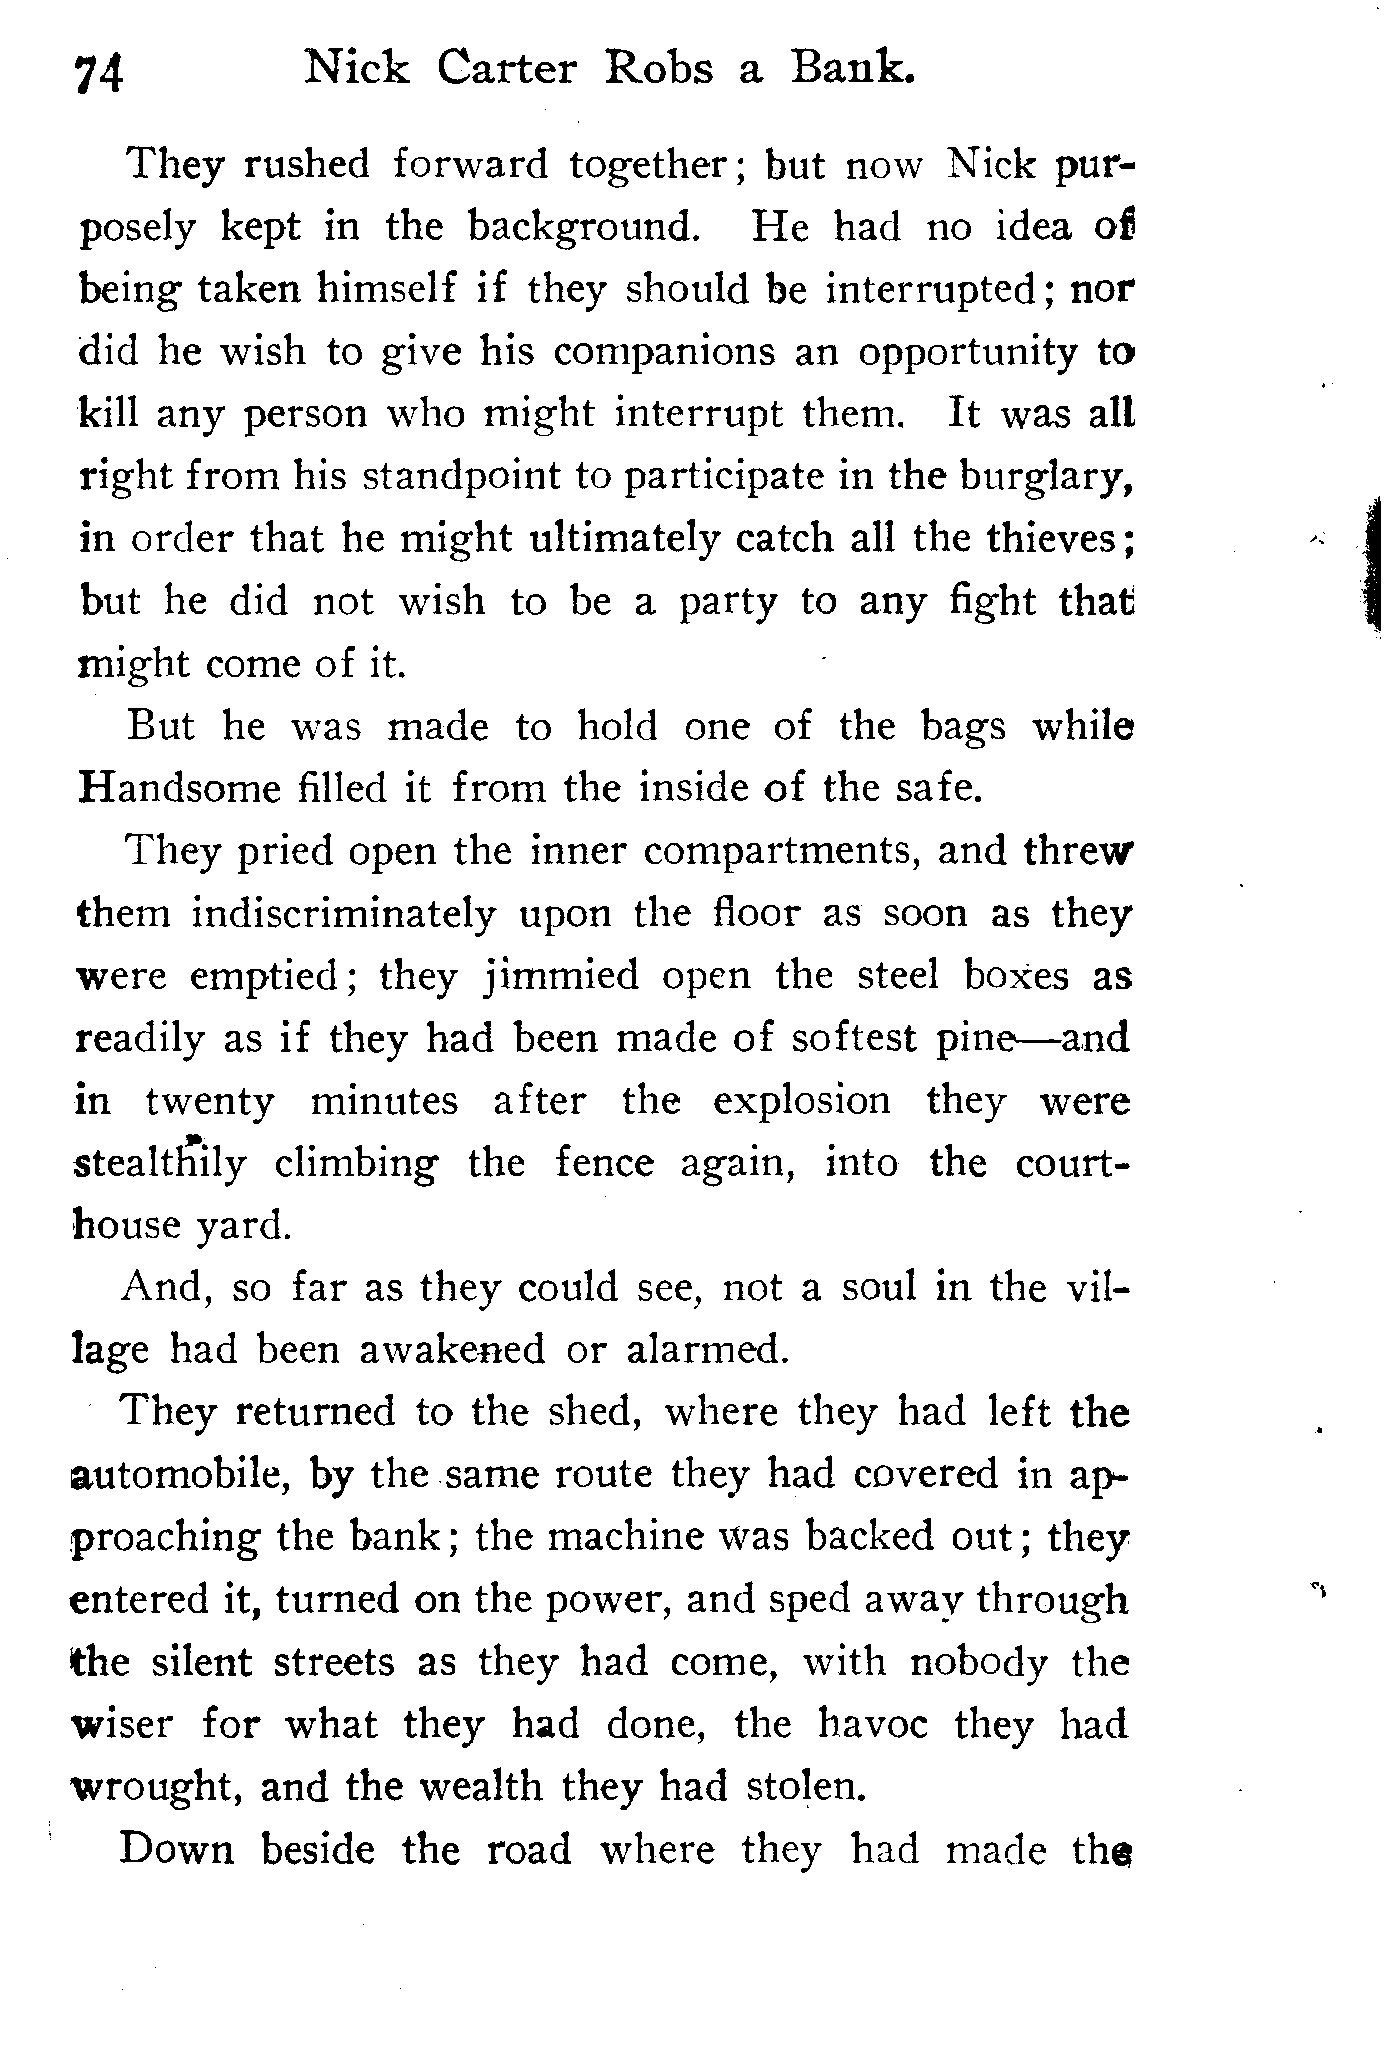 74 Nick Carter Robs a Bank.
They rushed forward together; but now Nick pur-
posely kept in the background. He had no idea of
being taken himself if they should be interrupted; nor
did he wish to give his companions an opportunity to
kill any person who might interrupt them. It was all
right from his standpoint to participate in the burglary,
in order that he might ultimately catch all the thieves;
but he did not wish to be a party to any fight that
might come of it.
But he was made to hold one of the bags while
Handsome filled it from the inside of the safe.
They pried open the inner compartments, and threw
them indiscriminately upon the floor as soon as they
were emptied; they jimmied open the steel boxes as
readily as if they had been made of softest pine—and
in twenty minutes after the explosion they were
stealthily climbing the fence again, into the court-
house yard.
And, so far as they could see, not a soul in the vil-
lage had been awakened or alarmed.
They returned to the shed, where they had left the
automobile, by the same route they had covered in ap-
proaching the bank; the machine was backed out; they
entered it, turned on the power, and sped away through
the silent streets as they had come, with nobody the
wiser for what they had done, the havoc they had
wrought, and the wealth they had stolen.
Down beside the road where they had made the